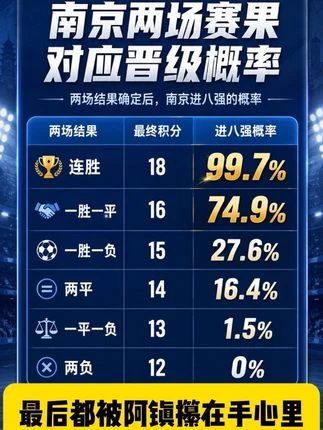 南京两场赛果
对应晋级概率
两场结果确定后，南京进八强的概率
两场结果 最终积分 进八强概率
连胜 18 99.7%
一胜一平 16 74.9%
一胜一负 15 27.6%
两平 14 16.4%
一平一负 13 1.5%
两负 12 0%
最后都被阿镇攥在手心里